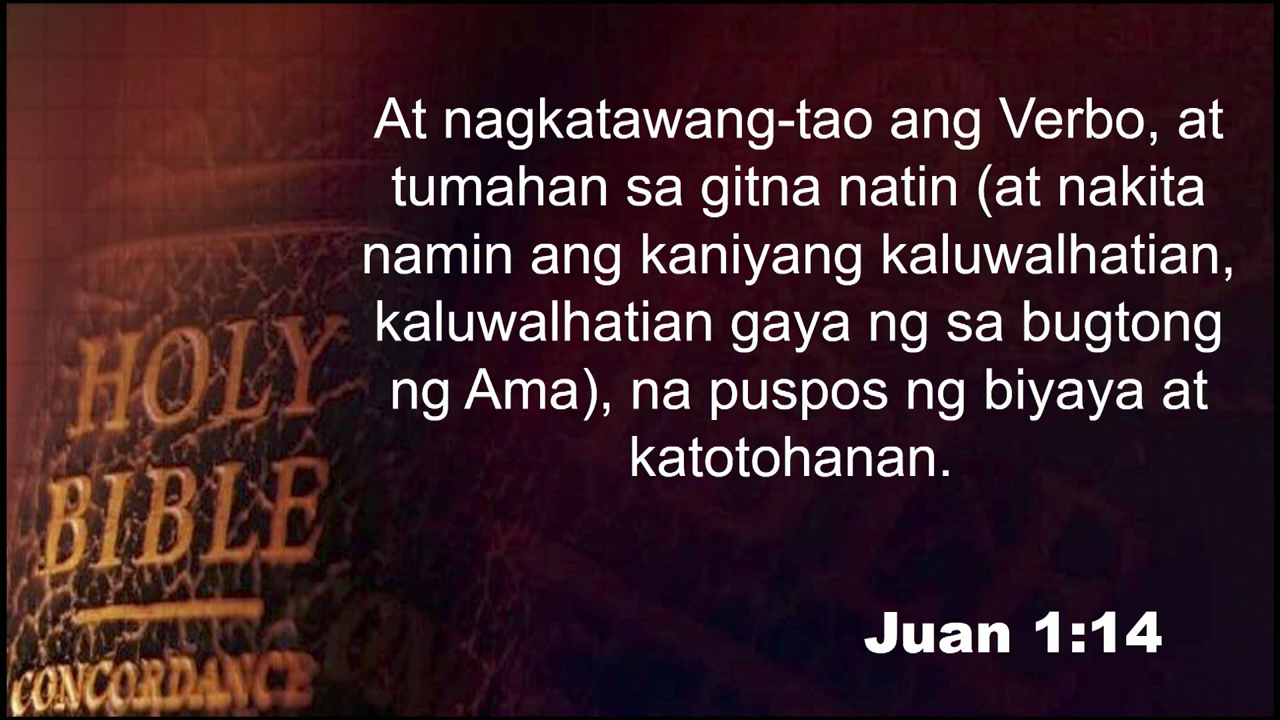 At nagkatawang-tao ang Verbo, at
tumahan sa gitna natin (at nakita
namin ang kaniyang kaluwalhatian,
kaluwalhatian gaya ng sa bugtong
ng Ama), na puspos ng biyaya at
katotohanan.
Juan 1:14
HOLY
BIBLE
CONCORDANCE